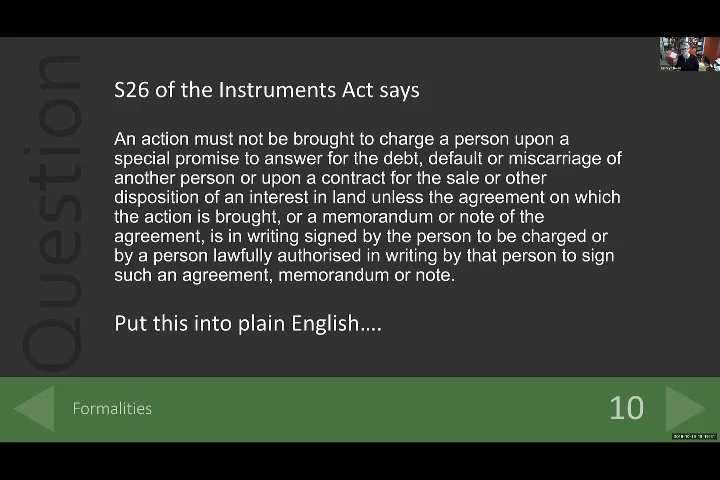 Question
S26 of the Instruments Act says
An action must not be brought to charge a person upon a
special promise to answer for the debt, default or miscarriage of
another person or upon a contract for the sale or other
disposition of an interest in land unless the agreement on which
the action is brought, or a memorandum or note of the
agreement, is in writing signed by the person to be charged or
by a person lawfully authorised in writing by that person to sign
such an agreement, memorandum or note.
Put this into plain English....
Formalities
10